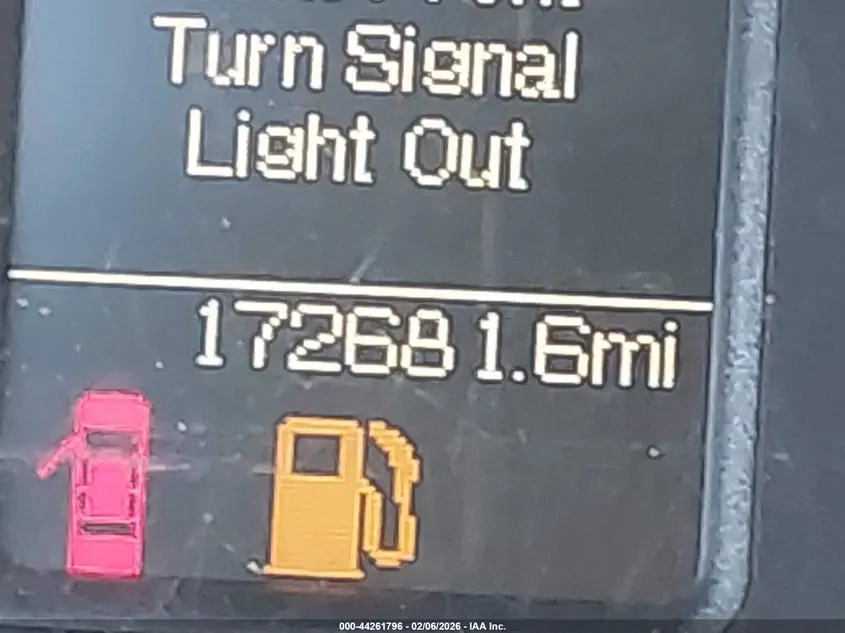 Turn Signal
Light Out
172681.6mi
000-44261796 - 02/06/2026 - IAA Inc.